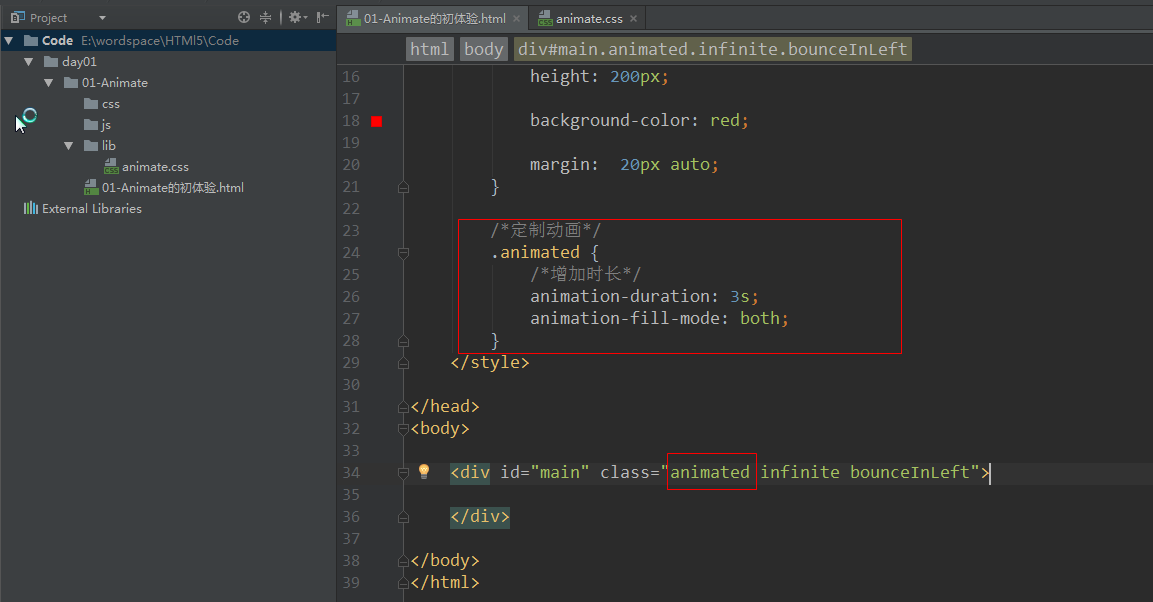 Project
Code E:\wordspace\HTMl5\Code
day01
01-Animate
css
js
lib
animate.css
01-Animate的初体验.html
External Libraries
01-Animate的初体验.html × animate.css ×
html body div#main.animated.infinite.bounceInLeft
16 height: 200px;
17
18 background-color: red;
19
20 margin:  20px auto;
21 }
22
23 /*定制动画*/
24 .animated {
25 /*增加时长*/
26 animation-duration: 3s;
27 animation-fill-mode: both;
28 }
29 </style>
30
31 </head>
32 <body>
33
34 <div id="main" class="animated infinite bounceInLeft">
35
36 </div>
37
38 </body>
39 </html>